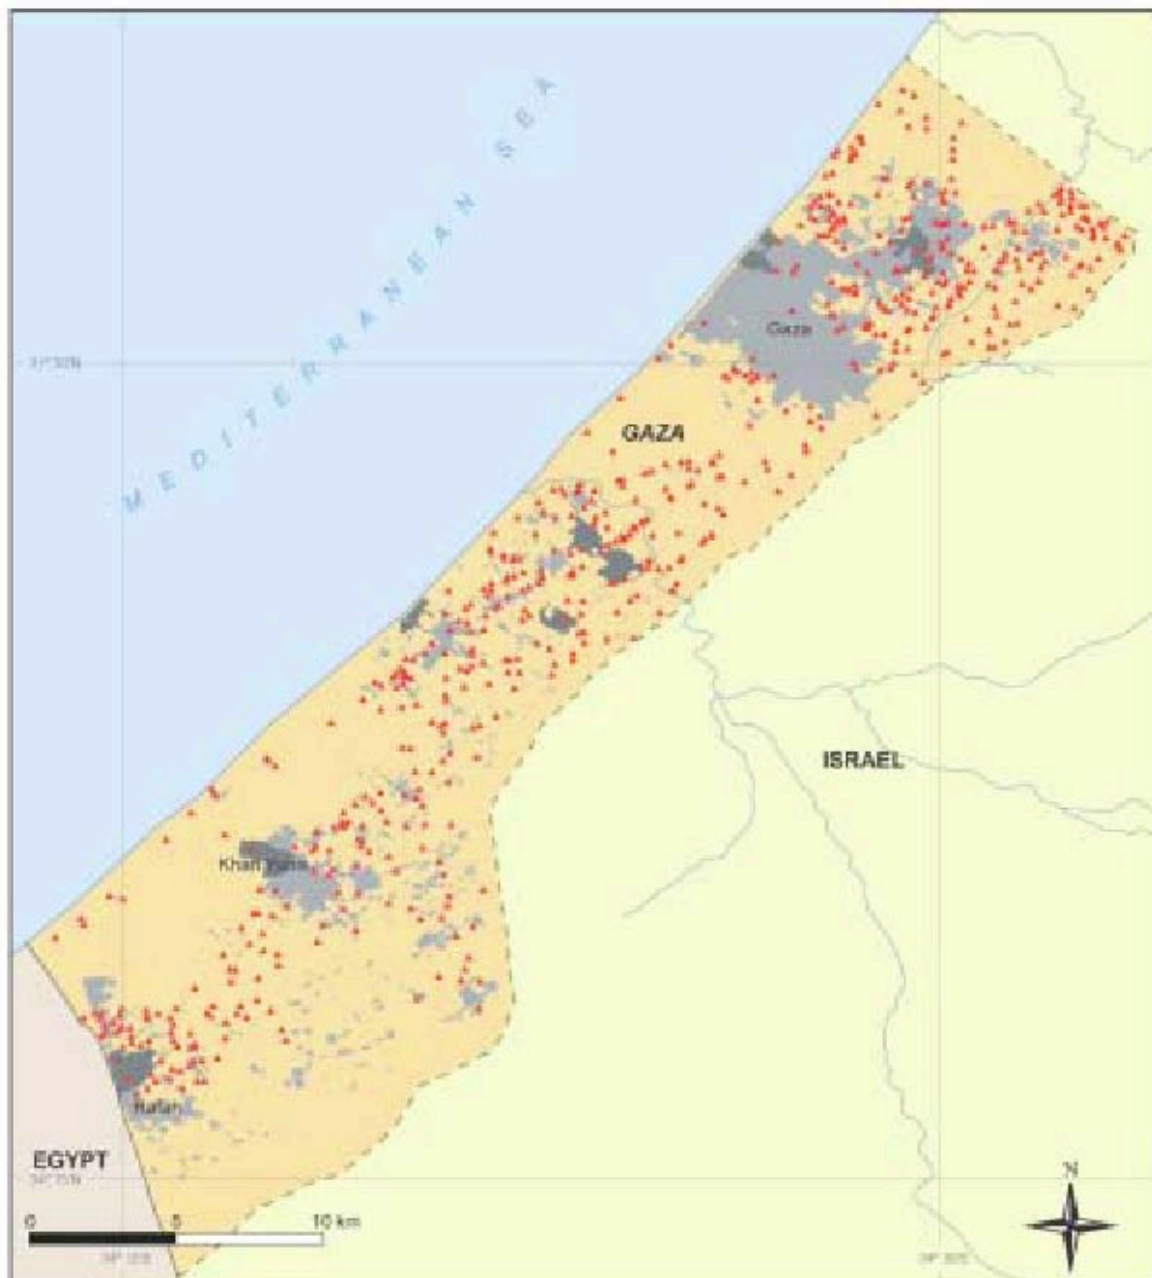 N
MEDITERRANEAN SEA
Gaza
GAZA
ISRAEL
Khan Yunis
Rafah
EGYPT
0 5 10 km